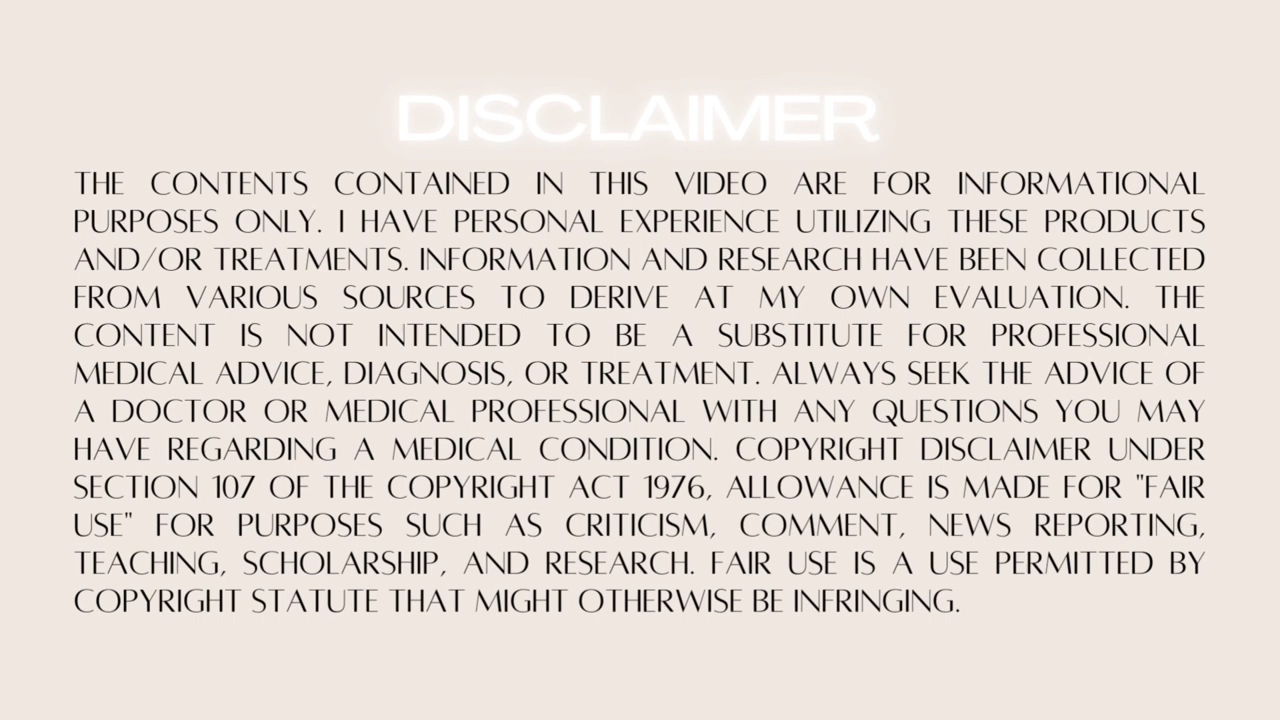 DISCLAIMER
THE CONTENTS CONTAINED IN THIS VIDEO ARE FOR INFORMATIONAL
PURPOSES ONLY. I HAVE PERSONAL EXPERIENCE UTILIZING THESE PRODUCTS
AND/OR TREATMENTS. INFORMATION AND RESEARCH HAVE BEEN COLLECTED
FROM VARIOUS SOURCES TO DERIVE AT MY OWN EVALUATION. THE
CONTENT IS NOT INTENDED TO BE A SUBSTITUTE FOR PROFESSIONAL
MEDICAL ADVICE, DIAGNOSIS, OR TREATMENT. ALWAYS SEEK THE ADVICE OF
A DOCTOR OR MEDICAL PROFESSIONAL WITH ANY QUESTIONS YOU MAY
HAVE REGARDING A MEDICAL CONDITION. COPYRIGHT DISCLAIMER UNDER
SECTION 107 OF THE COPYRIGHT ACT 1976, ALLOWANCE IS MADE FOR "FAIR
USE" FOR PURPOSES SUCH AS CRITICISM, COMMENT, NEWS REPORTING,
TEACHING, SCHOLARSHIP, AND RESEARCH. FAIR USE IS A USE PERMITTED BY
COPYRIGHT STATUTE THAT MIGHT OTHERWISE BE INFRINGING.